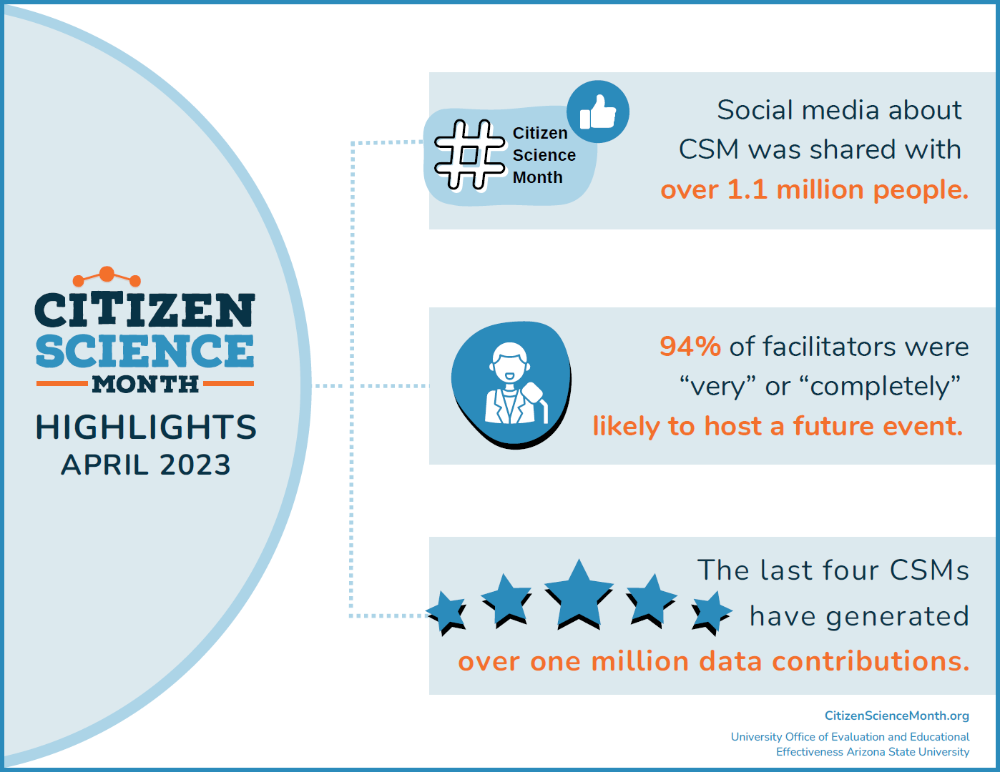 CITIZEN
SCIENCE
MONTH
HIGHLIGHTS
APRIL 2023
# Citizen
Science
Month
Social media about
CSM was shared with
over 1.1 million people.
94% of facilitators were
“very” or “completely”
likely to host a future event.
The last four CSMs
have generated
over one million data contributions.
CitizenScienceMonth.org
University Office of Evaluation and Educational
Effectiveness Arizona State University